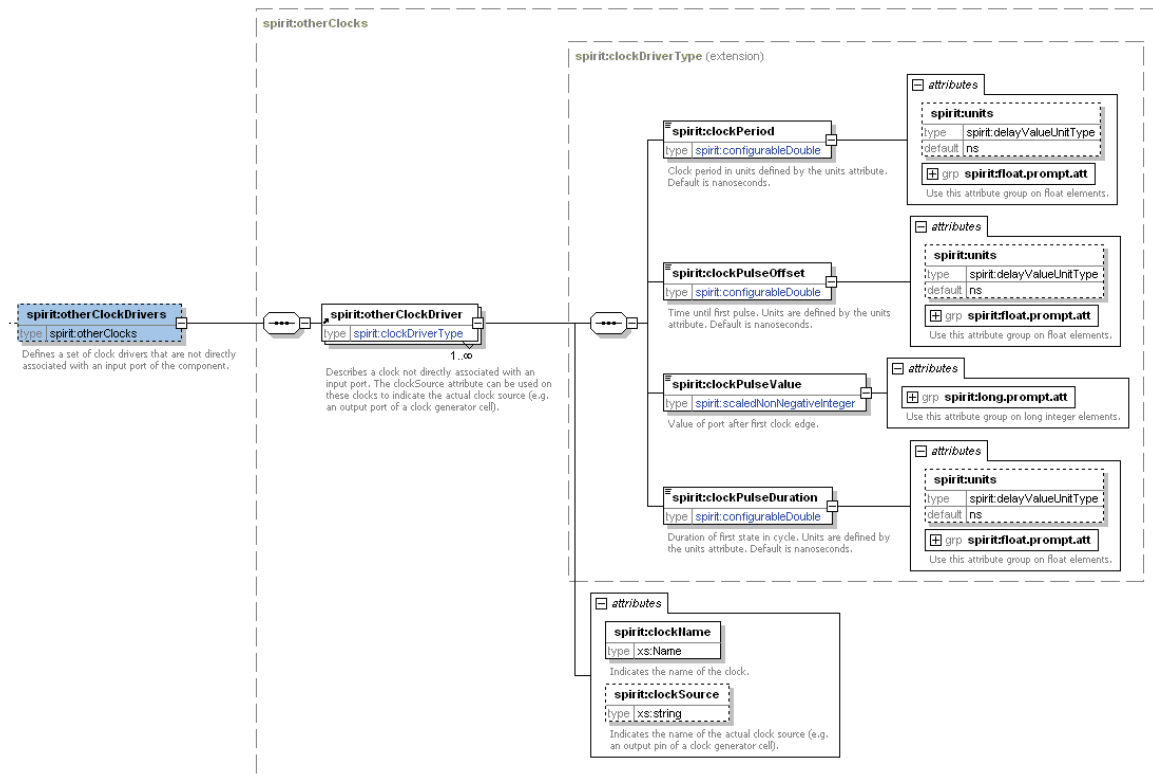 spirit:otherClocks
spirit:clockDriverType (extension)
attributes
spirit:units
type spirit:delayValueUnitType
default ns
grp spirit:float.prompt.att
Use this attribute group on float elements.
spirit:clockPeriod
type spirit:configurableDouble
Clock period in units defined by the units attribute.
Default is nanoseconds.
attributes
spirit:units
type spirit:delayValueUnitType
default ns
grp spirit:float.prompt.att
Use this attribute group on float elements.
spirit:clockPulseOffset
type spirit:configurableDouble
Time until first pulse. Units are defined by the units
attribute. Default is nanoseconds.
spirit:otherClockDrivers
type spirit:otherClocks
Defines a set of clock drivers that are not directly
associated with an input port of the component.
spirit:otherClockDriver
type spirit:clockDriverType
1..∞
Describes a clock not directly associated with an
input port. The clockSource attribute can be used on
these clocks to indicate the actual clock source (e.g.
an output port of a clock generator cell).
attributes
spirit:clockPulseValue
type spirit:scaledNonNegativeInteger
Value of port after first clock edge.
grp spirit:long.prompt.att
Use this attribute group on long integer elements.
attributes
spirit:units
type spirit:delayValueUnitType
default ns
grp spirit:float.prompt.att
Use this attribute group on float elements.
spirit:clockPulseDuration
type spirit:configurableDouble
Duration of first state in cycle. Units are defined by
the units attribute. Default is nanoseconds.
attributes
spirit:clockName
type xs:Name
Indicates the name of the clock.
spirit:clockSource
type xs:string
Indicates the name of the actual clock source (e.g.
an output pin of a clock generator cell).